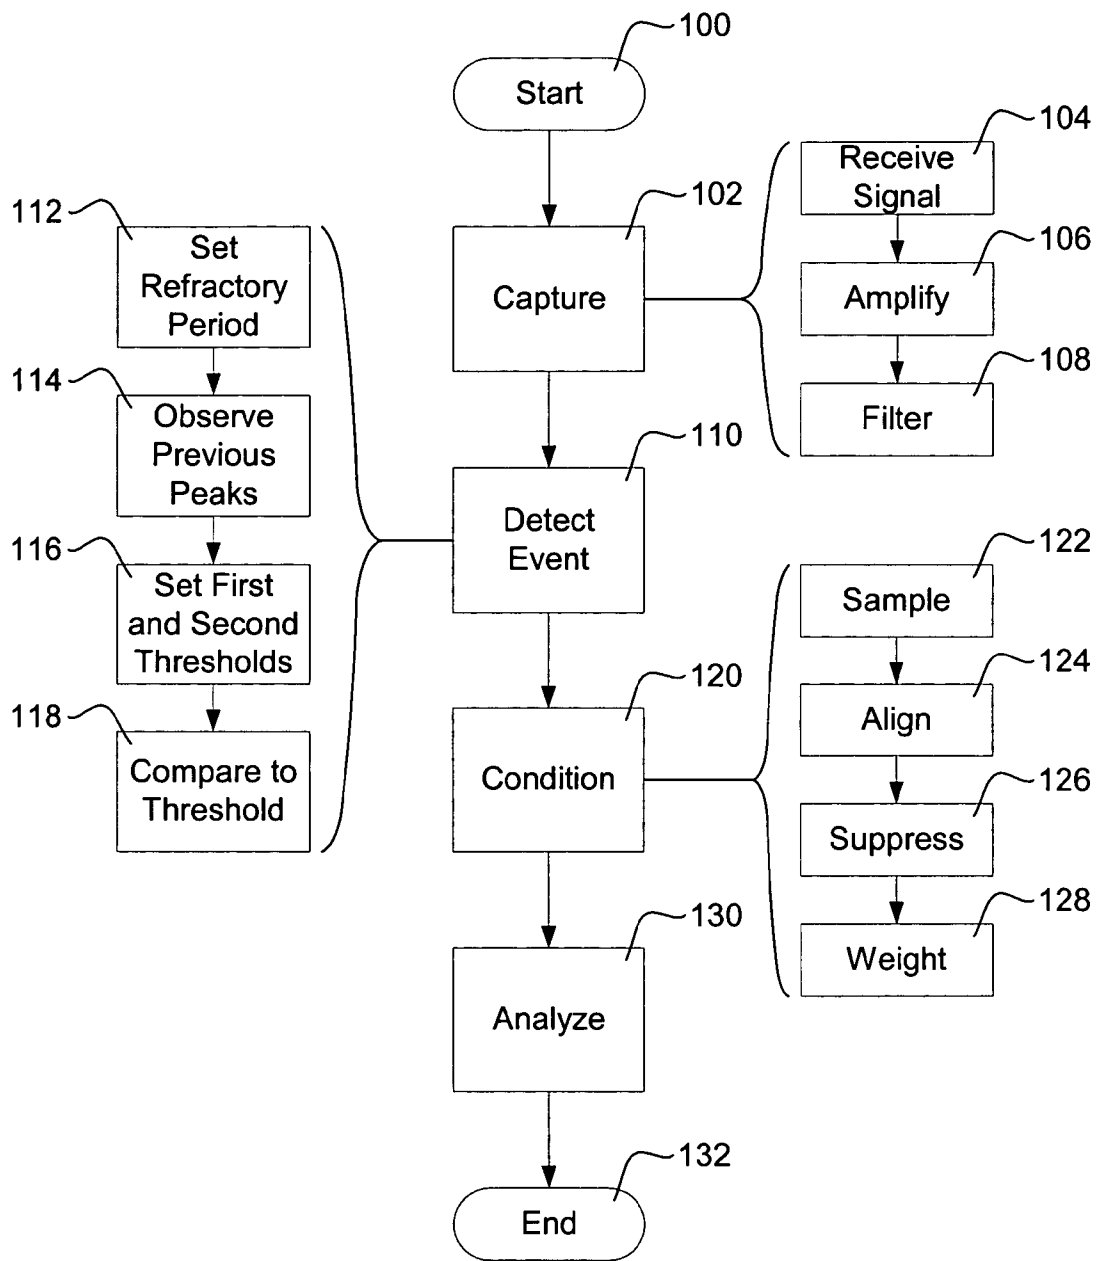 100
Start
104
Receive
Signal
102
Capture
106
Amplify
108
Filter
112
Set
Refractory
Period
114
Observe
Previous
Peaks
116
Set First
and Second
Thresholds
118
Compare to
Threshold
110
Detect
Event
122
Sample
124
Align
126
Suppress
128
Weight
120
Condition
130
Analyze
132
End